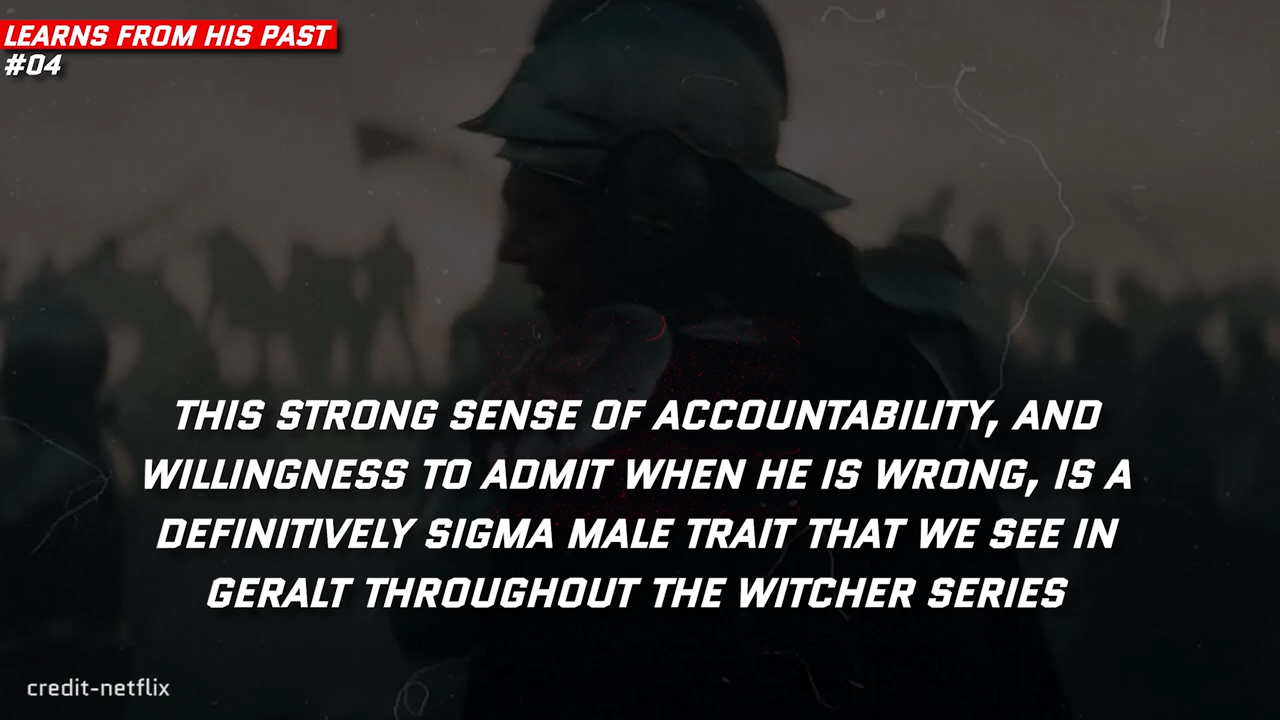 LEARNS FROM HIS PAST
#04
THIS STRONG SENSE OF ACCOUNTABILITY, AND
WILLINGNESS TO ADMIT WHEN HE IS WRONG, IS A
DEFINITIVELY SIGMA MALE TRAIT THAT WE SEE IN
GERALT THROUGHOUT THE WITCHER SERIES
credit-netflix